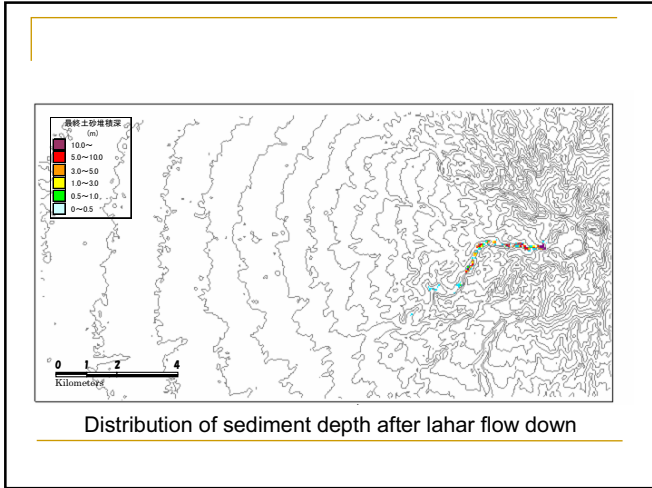 最終土砂堆積深
(m)
10.0～
5.0～10.0
3.0～5.0
1.0～3.0
0.5～1.0
0～0.5
0 1 2 4
Kilometers
Distribution of sediment depth after lahar flow down